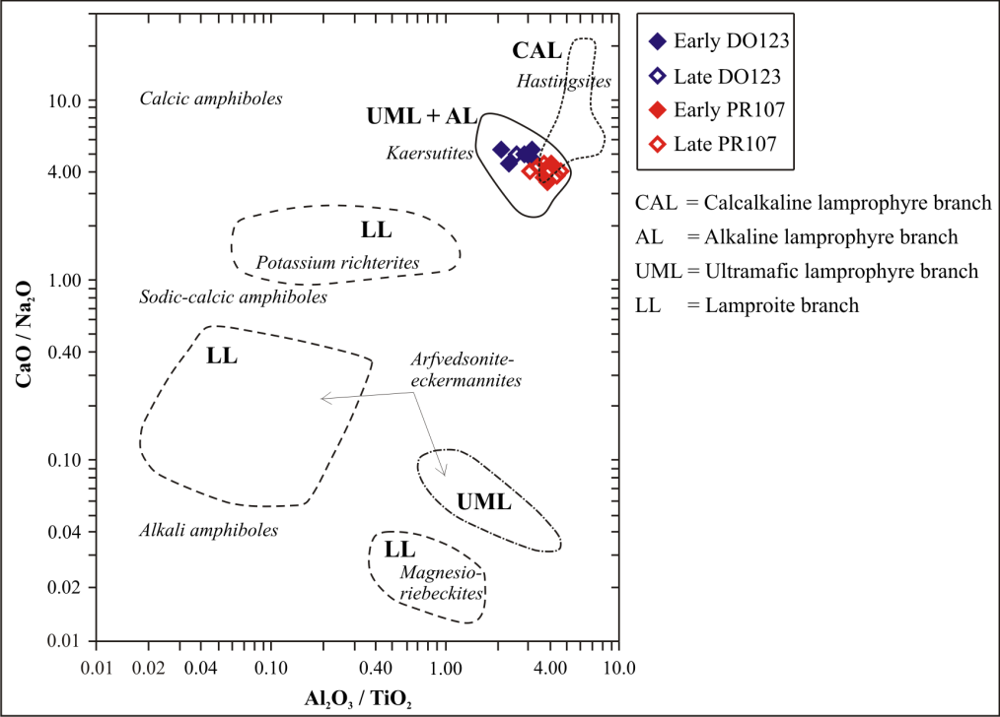 CAL
Hastingsites
Calcic amphiboles
UML + AL
Kaersutites
LL
Potassium richterites
Sodic-calcic amphiboles
LL
Arfvedsonite-
eckermannites
UML
Alkali amphiboles
LL
Magnesio-
riebeckites
10.0
4.00
1.00
0.40
0.10
0.04
0.02
0.01
CaO / Na₂O
0.01 0.02 0.04 0.10 0.40 1.00 4.00 10.0
Al₂O₃ / TiO₂
Early DO123
Late DO123
Early PR107
Late PR107
CAL = Calcalkaline lamprophyre branch
AL = Alkaline lamprophyre branch
UML = Ultramafic lamprophyre branch
LL = Lamproite branch